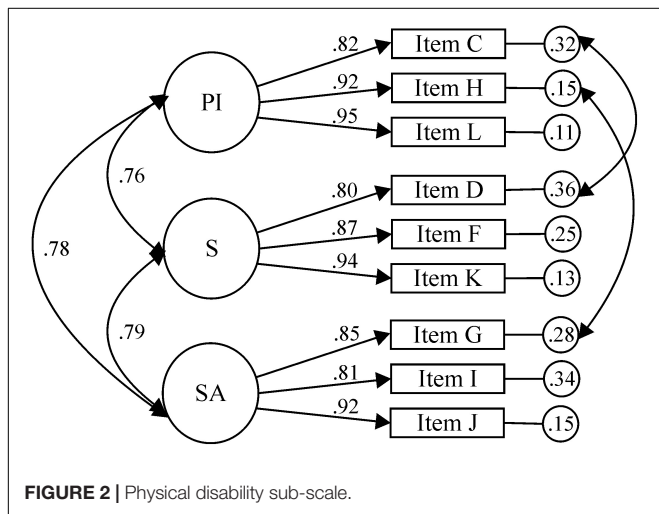 .82 Item C .32
.92 Item H .15
PI
.95 Item L .11
.76
.80 Item D .36
.87 Item F .25
S
.78
.94 Item K .13
.79
.85 Item G .28
.81 Item I .34
SA
.92 Item J .15
FIGURE 2 | Physical disability sub-scale.